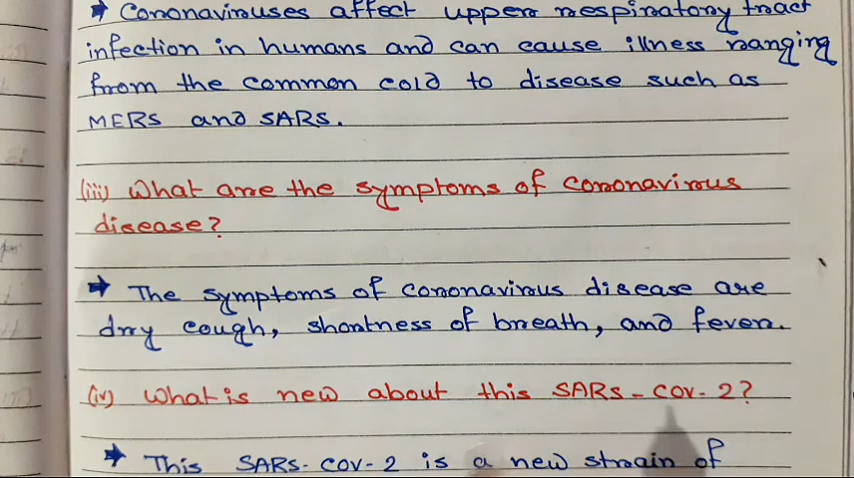 → Coronaviruses affect upper respiratory tract
infection in humans and can cause illness ranging
from the common cold to disease such as
MERS and SARS.
(iii) What are the symptoms of coronavirus
disease?
→ The symptoms of coronavirus disease are
dry cough, shortness of breath, and fever.
(iv) What is new about this SARS-COV-2?
→ This SARS-COV-2 is a new strain of